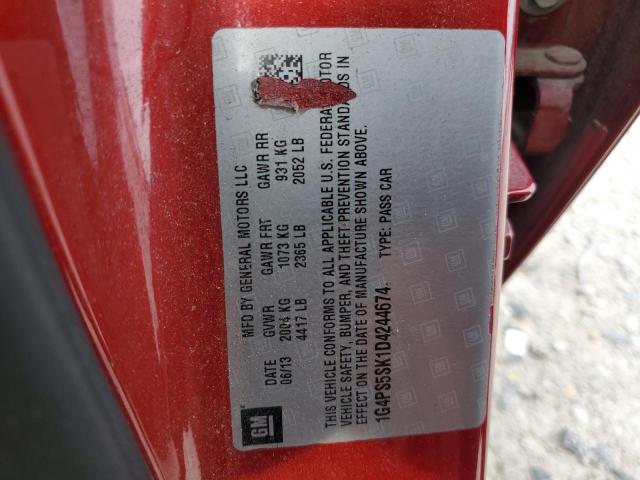 MFD BY GENERAL MOTORS LLC
DATE GVWR GAWR FRT GAWR RR
06/13 2004 KG 1073 KG 931 KG
4417 LB 2365 LB 2052 LB
THIS VEHICLE CONFORMS TO ALL APPLICABLE U.S. FEDERAL MOTOR
VEHICLE SAFETY, BUMPER, AND THEFT PREVENTION STANDARDS IN
EFFECT ON THE DATE OF MANUFACTURE SHOWN ABOVE.
1G4PS5SK1D4244674 TYPE: PASS CAR
GM